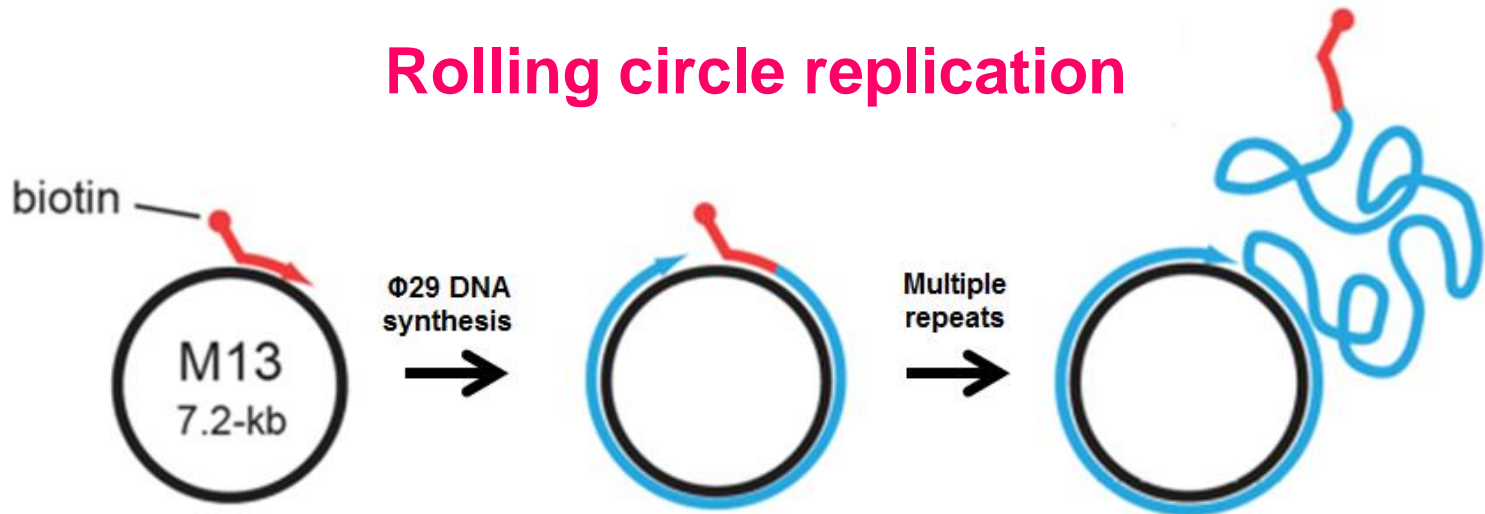 Rolling circle replication
biotin
M13
7.2-kb
Φ29 DNA
synthesis
Multiple
repeats